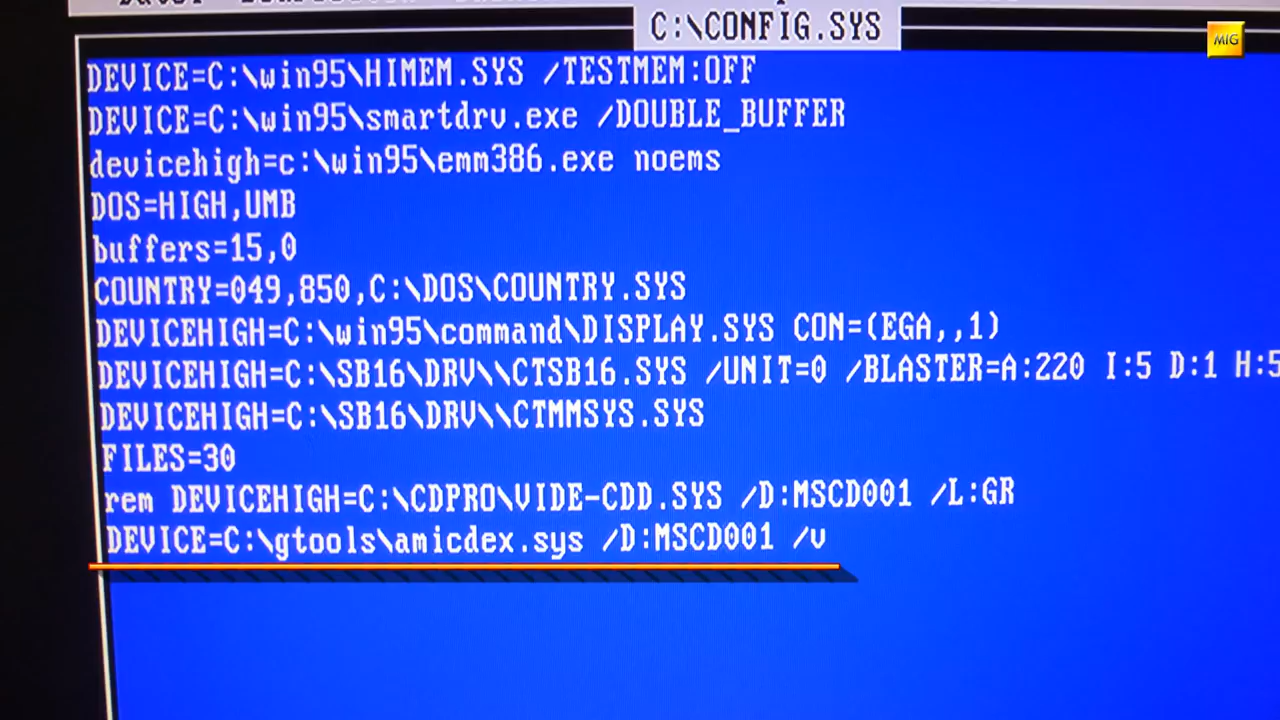 C:\CONFIG.SYS
MIG
DEVICE=C:\win95\HIMEM.SYS /TESTMEM:OFF
DEVICE=C:\win95\smartdrv.exe /DOUBLE_BUFFER
devicehigh=c:\win95\emm386.exe noems
DOS=HIGH,UMB
buffers=15,0
COUNTRY=049,850,C:\DOS\COUNTRY.SYS
DEVICEHIGH=C:\win95\command\DISPLAY.SYS CON=(EGA,,1)
DEVICEHIGH=C:\SB16\DRV\\CTSB16.SYS /UNIT=0 /BLASTER=A:220 I:5 D:1 H:5
DEVICEHIGH=C:\SB16\DRV\\CTMMSYS.SYS
FILES=30
rem DEVICEHIGH=C:\CDPRO\VIDE-CDD.SYS /D:MSCD001 /L:GR
DEVICE=C:\gtools\amicdex.sys /D:MSCD001 /v